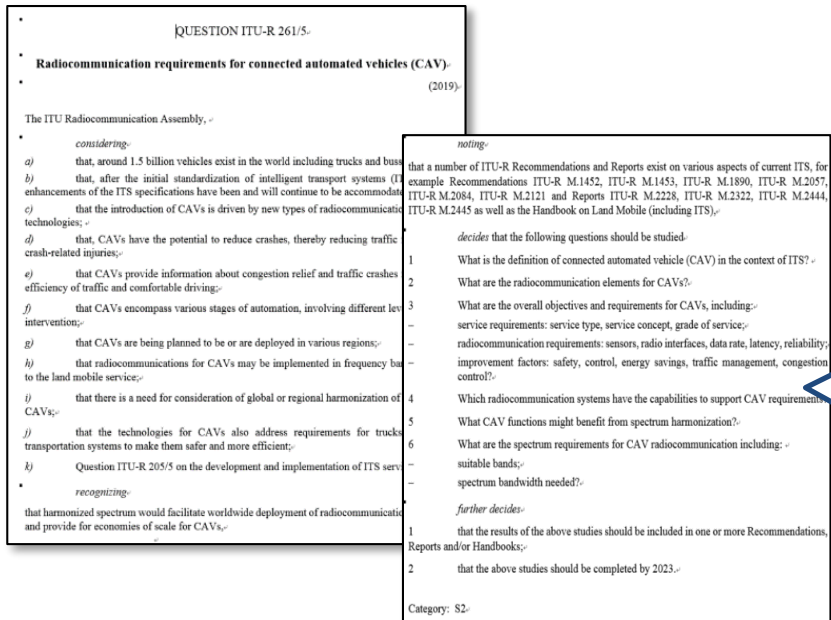 QUESTION ITU-R 261/5
Radiocommunication requirements for connected automated vehicles (CAV)
(2019)
The ITU Radiocommunication Assembly,
considering
a) that, around 1.5 billion vehicles exist in the world including trucks and buss
b) that, after the initial standardization of intelligent transport systems (IT
enhancements of the ITS specifications have been and will continue to be accommodate
c) that the introduction of CAVs is driven by new types of radiocommunicatio
technologies;
d) that, CAVs have the potential to reduce crashes, thereby reducing traffic
crash-related injuries;
e) that CAVs provide information about congestion relief and traffic crashes
efficiency of traffic and comfortable driving;
f) that CAVs encompass various stages of automation, involving different lev
intervention;
g) that CAVs are being planned to be or are deployed in various regions;
h) that radiocommunications for CAVs may be implemented in frequency ba
to the land mobile service;
i) that there is a need for consideration of global or regional harmonization of
CAVs;
j) that the technologies for CAVs also address requirements for trucks
transportation systems to make them safer and more efficient;
k) Question ITU-R 205/5 on the development and implementation of ITS serv
recognizing
that harmonized spectrum would facilitate worldwide deployment of radiocommunicatio
and provide for economies of scale for CAVs,
noting
that a number of ITU-R Recommendations and Reports exist on various aspects of current ITS, for
example Recommendations ITU-R M.1452, ITU-R M.1453, ITU-R M.1890, ITU-R M.2057,
ITU-R M.2084, ITU-R M.2121 and Reports ITU-R M.2228, ITU-R M.2322, ITU-R M.2444,
ITU-R M.2445 as well as the Handbook on Land Mobile (including ITS),
decides that the following questions should be studied
1 What is the definition of connected automated vehicle (CAV) in the context of ITS?
2 What are the radiocommunication elements for CAVs?
3 What are the overall objectives and requirements for CAVs, including:
– service requirements: service type, service concept, grade of service;
– radiocommunication requirements: sensors, radio interfaces, data rate, latency, reliability;
– improvement factors: safety, control, energy savings, traffic management, congestion
control?
4 Which radiocommunication systems have the capabilities to support CAV requirements
5 What CAV functions might benefit from spectrum harmonization?
6 What are the spectrum requirements for CAV radiocommunication including:
– suitable bands;
– spectrum bandwidth needed?
further decides
1 that the results of the above studies should be included in one or more Recommendations,
Reports and/or Handbooks;
2 that the above studies should be completed by 2023.
Category: S2